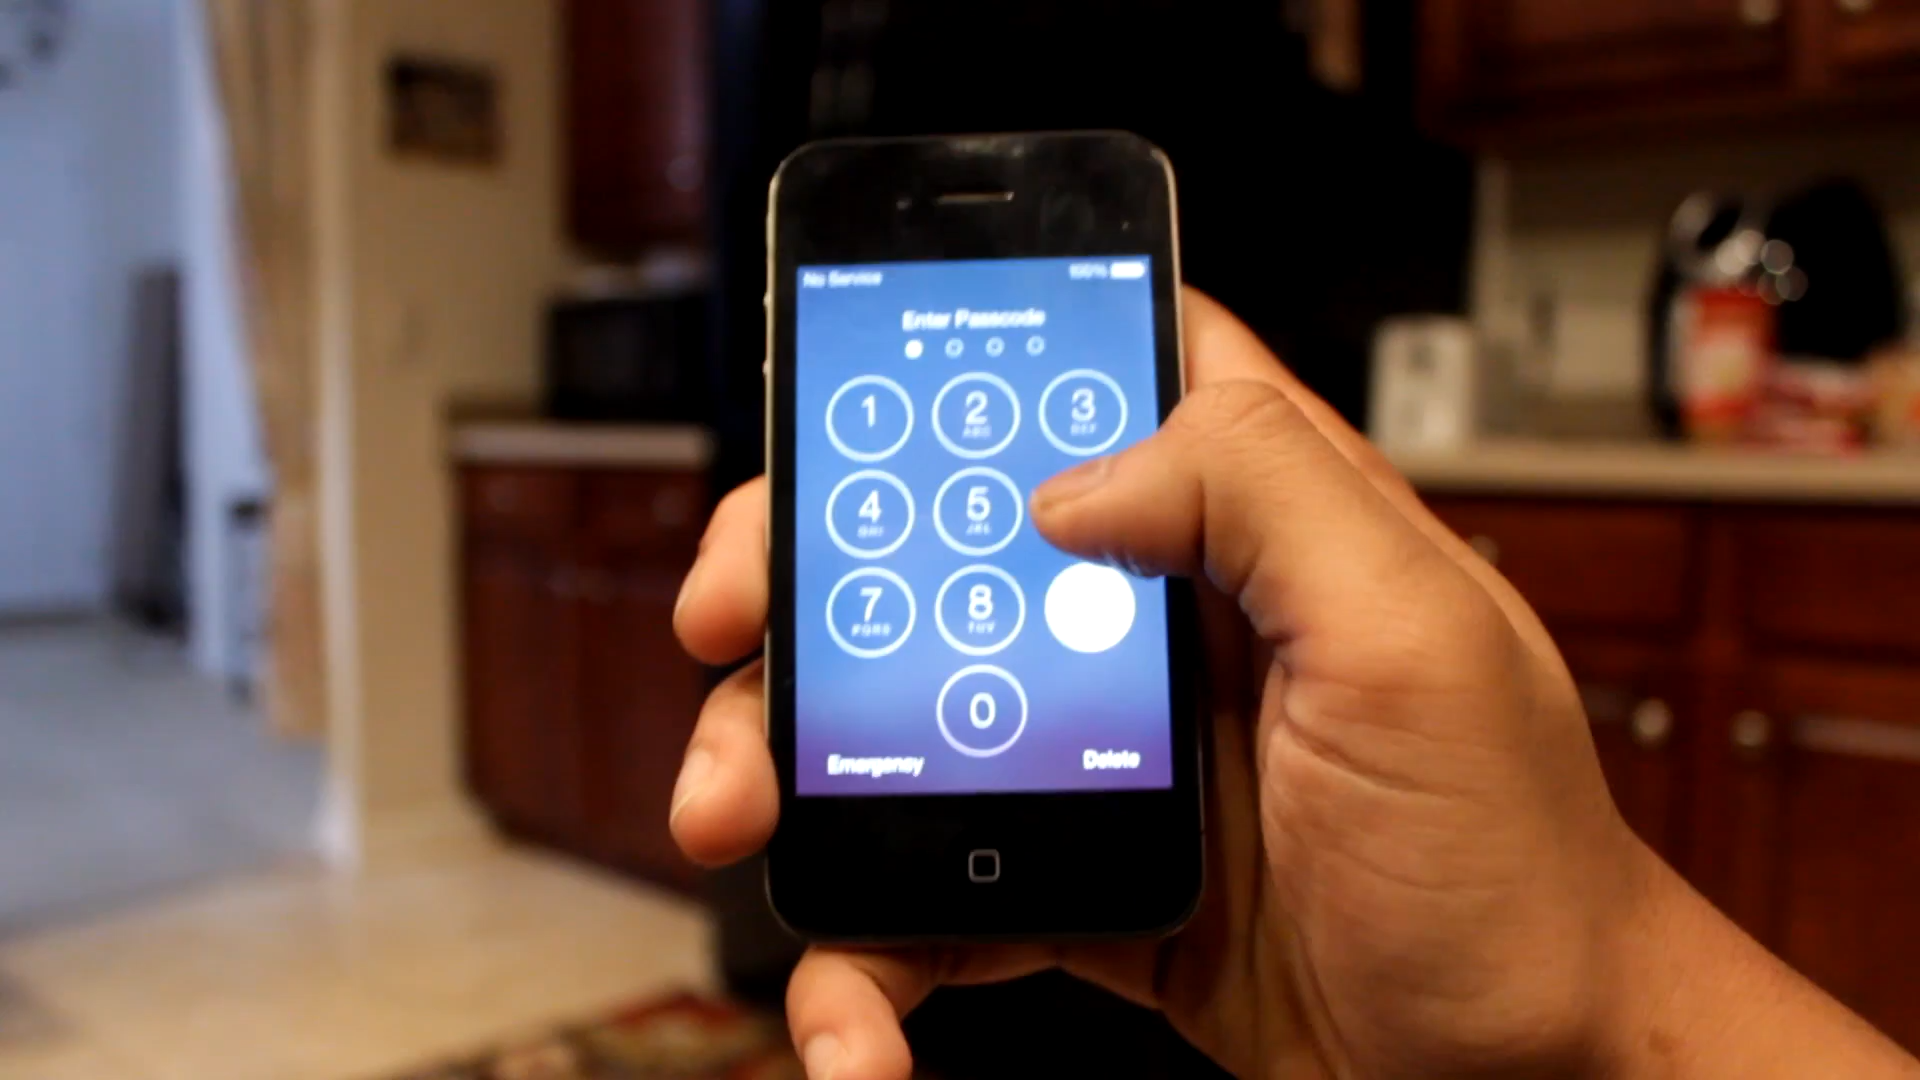 No Service 100%
Enter Passcode
1 2 3
ABC DEF
4 5
GHI JKL
7 8
PQRS TUV
0
Emergency Delete